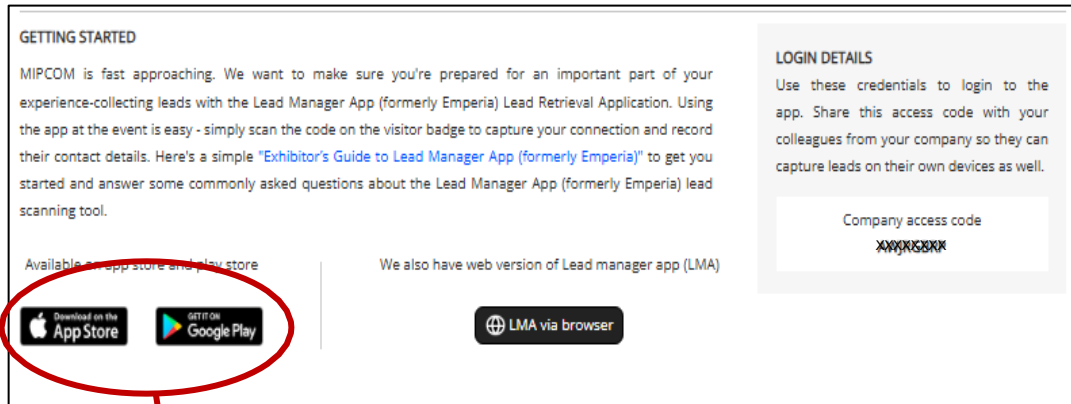 GETTING STARTED
MIPCOM is fast approaching. We want to make sure you're prepared for an important part of your
experience-collecting leads with the Lead Manager App (formerly Emperia) Lead Retrieval Application. Using
the app at the event is easy - simply scan the code on the visitor badge to capture your connection and record
their contact details. Here's a simple "Exhibitor's Guide to Lead Manager App (formerly Emperia)" to get you
started and answer some commonly asked questions about the Lead Manager App (formerly Emperia) lead
scanning tool.
Available on app store and play store
Download on the
App Store
GET IT ON
Google Play
We also have web version of Lead manager app (LMA)
LMA via browser
LOGIN DETAILS
Use these credentials to login to the
app. Share this access code with your
colleagues from your company so they can
capture leads on their own devices as well.
Company access code